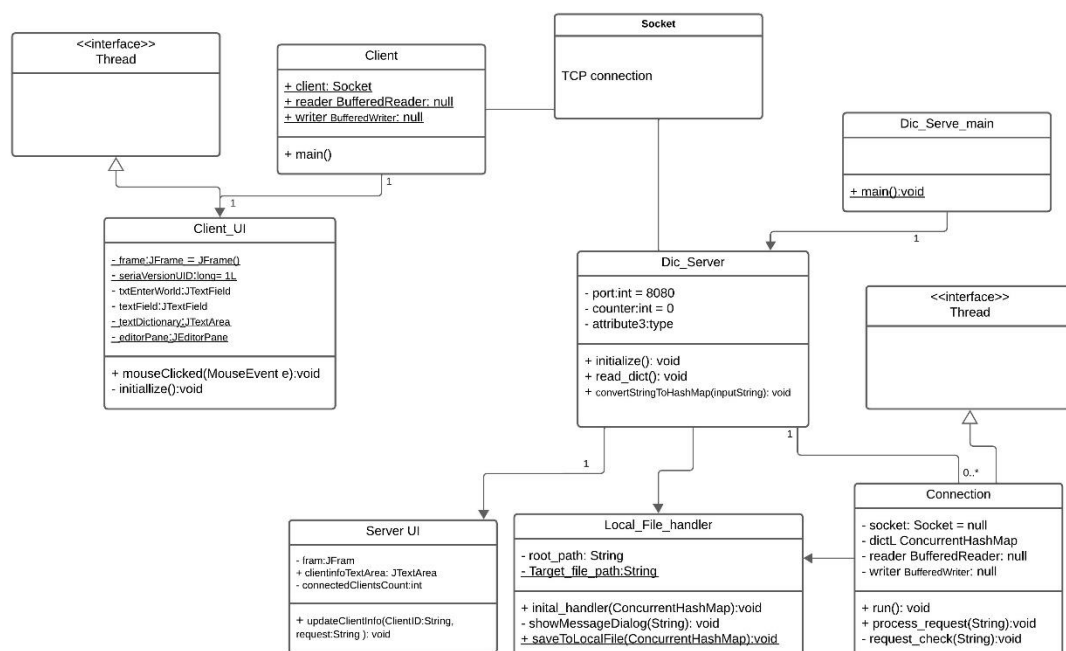 <<interface>>
Thread
Client
+ client: Socket
+ reader BufferedReader: null
+ writer BufferedWriter: null
+ main()
Socket
TCP connection
Dic_Serve_main
+ main():void
1
1
Client_UI
- frame:JFrame = JFrame()
- seriaVersionUID:long= 1L
- txtEnterWorld:JTextField
- textField:JTextField
- textDictionary:JTextArea
- editorPane:JEditorPane
+ mouseClicked(MouseEvent e):void
- initiallize():void
1
Dic_Server
- port:int = 8080
- counter:int = 0
- attribute3:type
+ initialize(): void
+ read_dict(): void
+ convertStringToHashMap(inputString): void
<<interface>>
Thread
1
1
0..*
Server UI
- fram:JFram
+ clientinfoTextArea: JTextArea
- connectedClientsCount:int
+ updateClientInfo(ClientID:String,
request:String ): void
Local_File_handler
- root_path: String
- Target_file_path:String
+ inital_handler(ConcurrentHashMap):void
- showMessageDialog(String): void
+ saveToLocalFile(ConcurrentHashMap):void
Connection
- socket: Socket = null
- dictL ConcurrentHashMap
- reader BufferedReader: null
- writer BufferedWriter: null
+ run(): void
+ process_request(String):void
- request_check(String):void